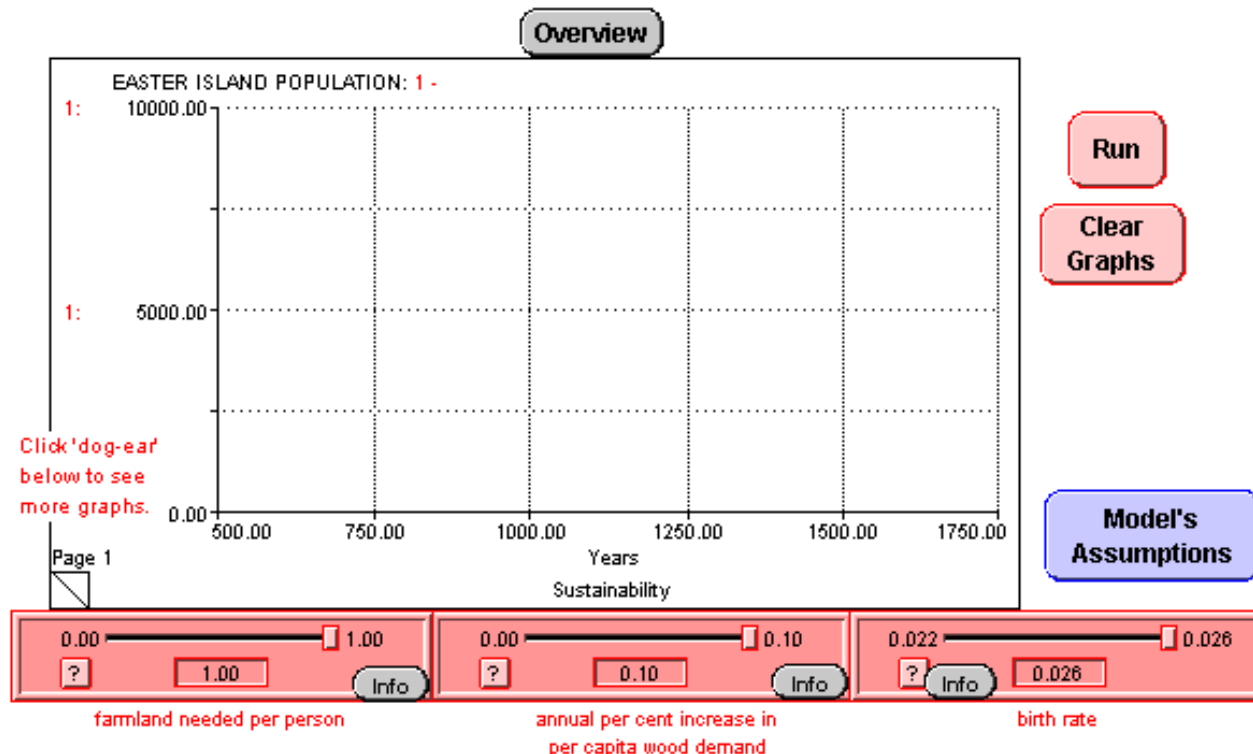 Overview
EASTER ISLAND POPULATION: 1 -
1: 10000.00
Run
Clear
Graphs
1: 5000.00
Click 'dog-ear'
below to see
more graphs.
0.00
500.00 750.00 1000.00 1250.00 1500.00 1750.00
Page 1
Years
Sustainability
Model's
Assumptions
0.00 1.00
? 1.00 Info
farmland needed per person
0.00 0.10
? 0.10 Info
annual per cent increase in
per capita wood demand
0.022 0.026
? Info 0.026
birth rate